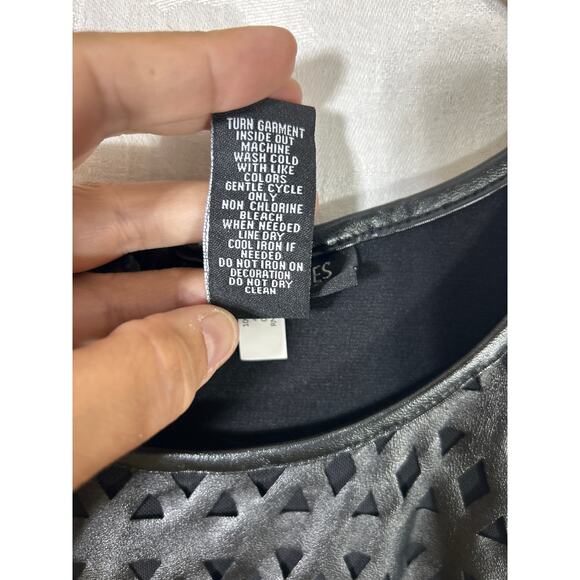 TURN GARMENT
INSIDE OUT
MACHINE
WASH COLD
WITH LIKE
COLORS
GENTLE CYCLE
ONLY
NON CHLORINE
BLEACH
WHEN NEEDED
LINE DRY
COOL IRON IF
NEEDED
DO NOT IRON ON
DECORATION
DO NOT DRY
CLEAN